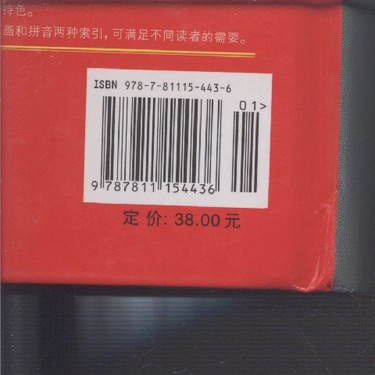 特色。
画和拼音两种索引,可满足不同读者的需要。
ISBN 978-7-81115-443-6
01>
9 787811 154436
定价: 38.00元